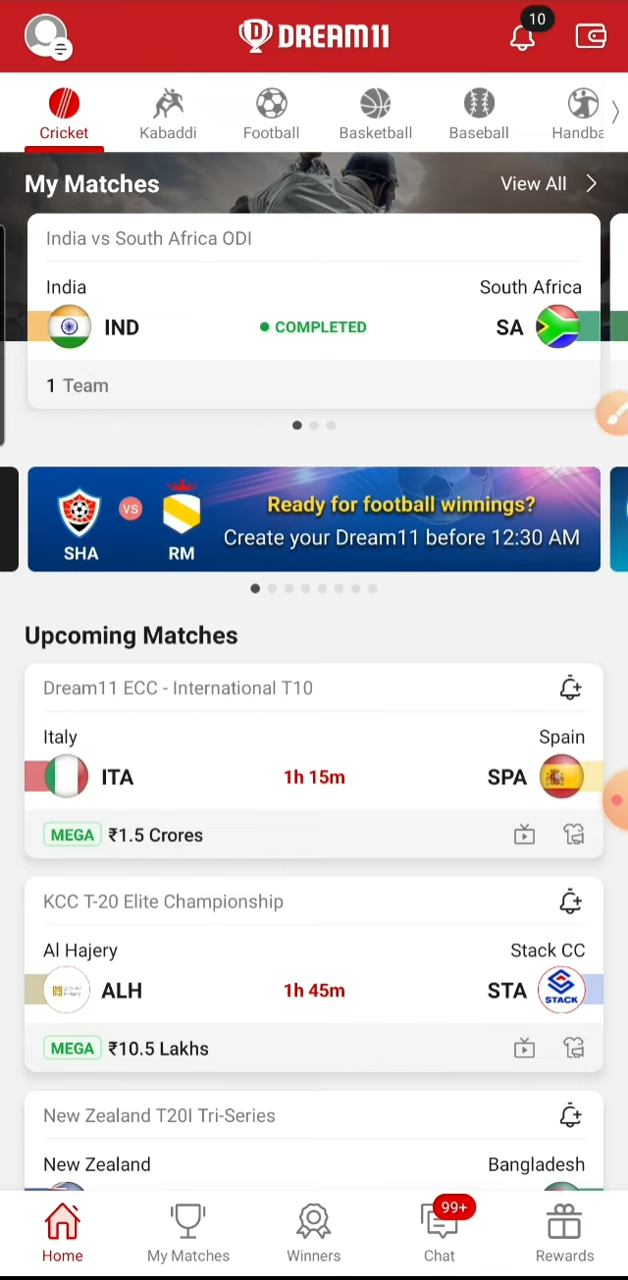 10
DREAM11
Cricket
Kabaddi
Football
Basketball
Baseball
Handba
My Matches
View All
India vs South Africa ODI
India
South Africa
IND
COMPLETED
SA
1 Team
SHA
VS
RM
Ready for football winnings?
Create your Dream11 before 12:30 AM
Upcoming Matches
Dream11 ECC - International T10
Italy
Spain
ITA
1h 15m
SPA
MEGA ₹1.5 Crores
KCC T-20 Elite Championship
Al Hajery
Stack CC
ALH
1h 45m
STA
STACK
MEGA ₹10.5 Lakhs
New Zealand T20I Tri-Series
New Zealand
Bangladesh
99+
Home
My Matches
Winners
Chat
Rewards